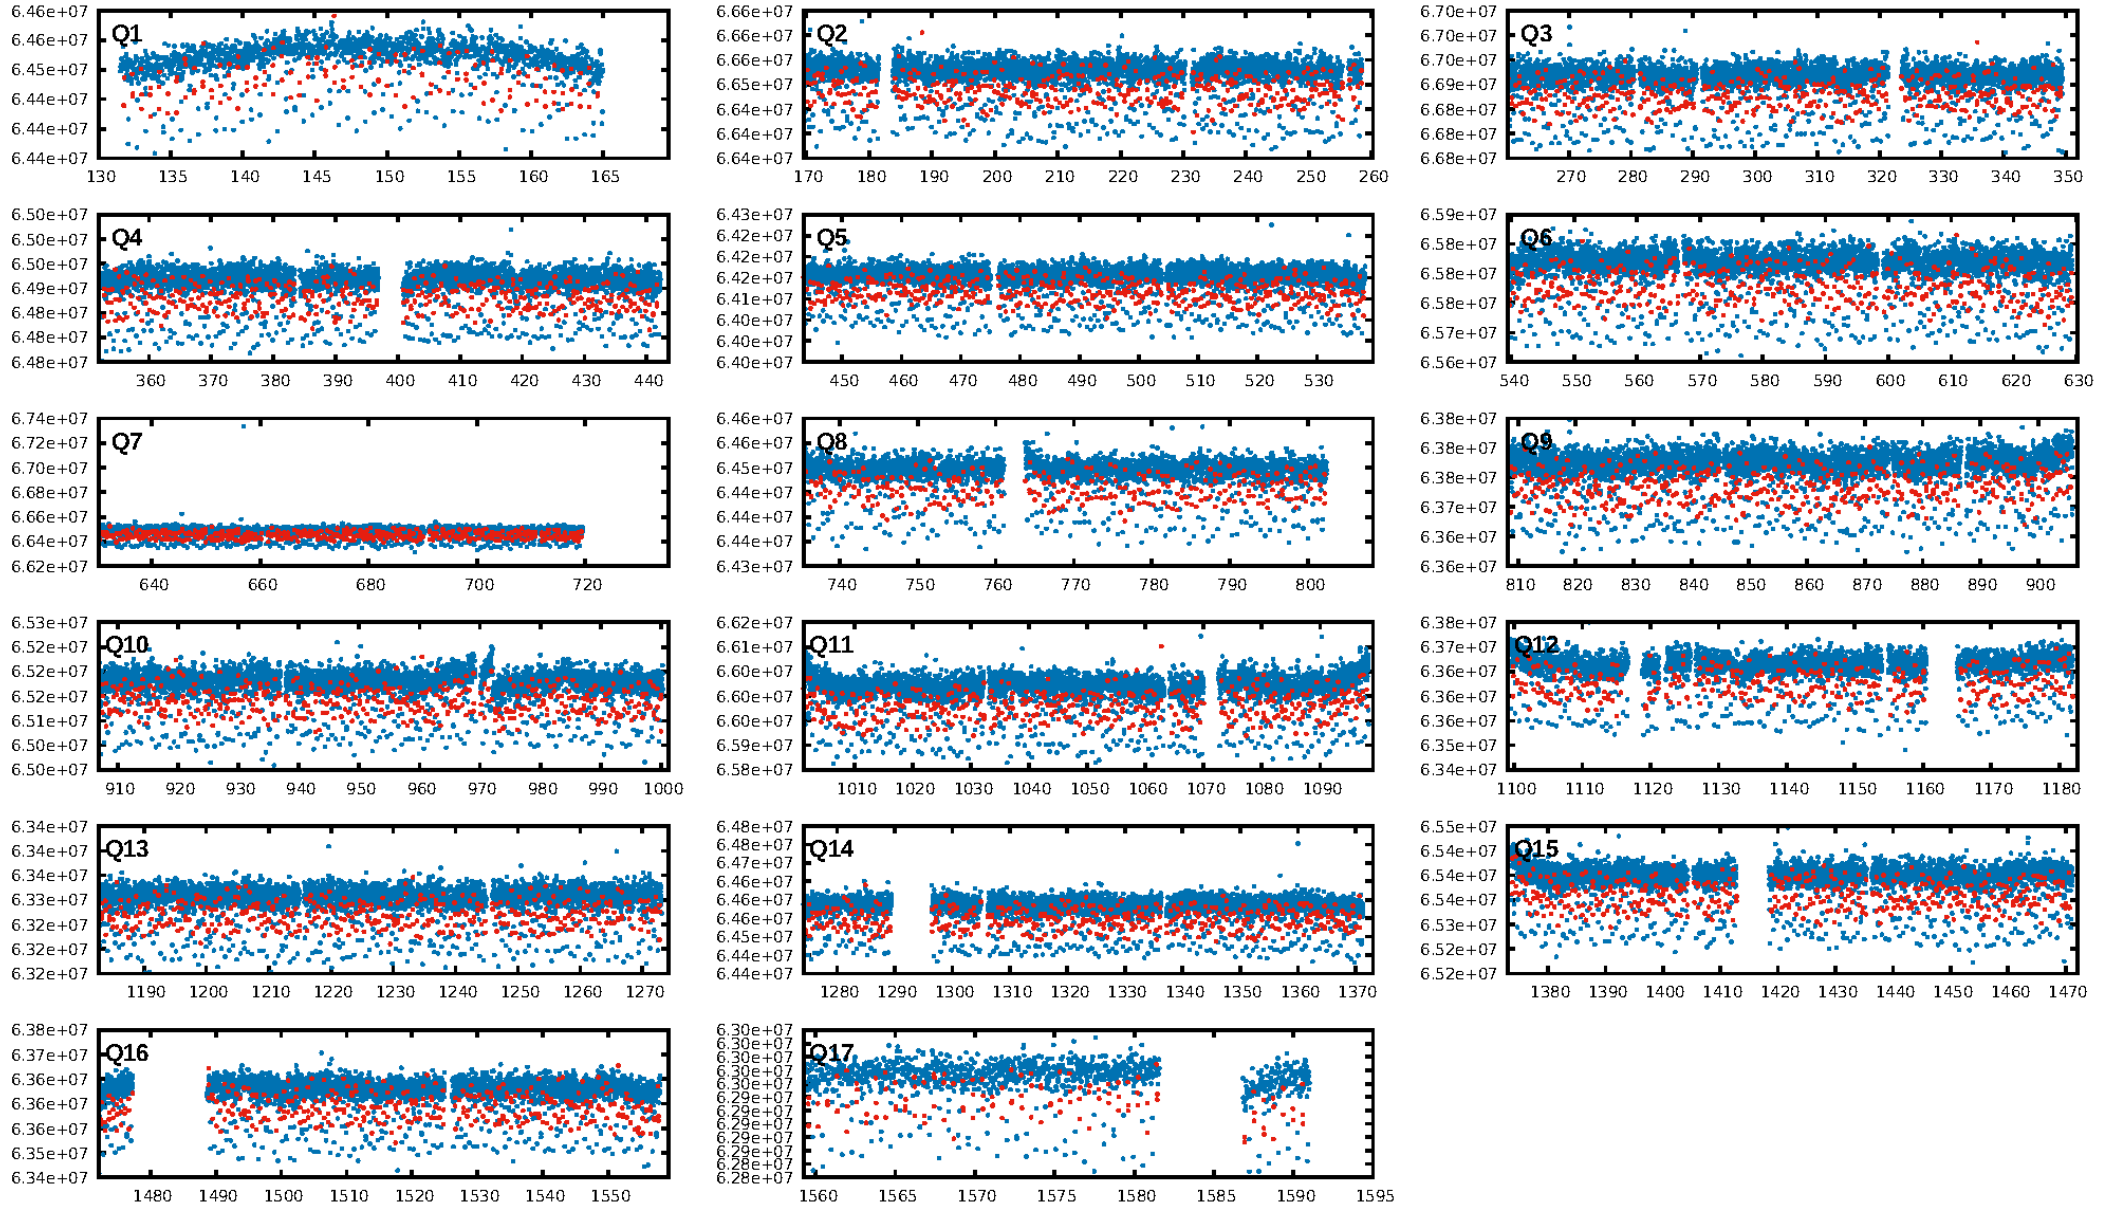 6.46e+07
6.46e+07
6.45e+07
6.44e+07
6.44e+07
6.44e+07
Q1
130 135 140 145 150 155 160 165
6.66e+07
6.66e+07
6.66e+07
6.65e+07
6.64e+07
6.64e+07
6.64e+07
Q2
170 180 190 200 210 220 230 240 250 260
6.70e+07
6.70e+07
6.70e+07
6.69e+07
6.68e+07
6.68e+07
6.68e+07
Q3
270 280 290 300 310 320 330 340 350
6.50e+07
6.50e+07
6.50e+07
6.49e+07
6.48e+07
6.48e+07
6.48e+07
Q4
360 370 380 390 400 410 420 430 440
6.43e+07
6.42e+07
6.42e+07
6.42e+07
6.41e+07
6.40e+07
6.40e+07
6.40e+07
Q5
450 460 470 480 490 500 510 520 530
6.59e+07
6.58e+07
6.58e+07
6.58e+07
6.57e+07
6.56e+07
Q6
540 550 560 570 580 590 600 610 620 630
6.74e+07
6.72e+07
6.70e+07
6.68e+07
6.66e+07
6.64e+07
6.62e+07
Q7
640 660 680 700 720
6.46e+07
6.46e+07
6.45e+07
6.44e+07
6.44e+07
6.44e+07
6.43e+07
Q8
740 750 760 770 780 790 800
6.38e+07
6.38e+07
6.38e+07
6.37e+07
6.36e+07
6.36e+07
Q9
810 820 830 840 850 860 870 880 890 900
6.53e+07
6.52e+07
6.52e+07
6.52e+07
6.51e+07
6.50e+07
6.50e+07
Q10
910 920 930 940 950 960 970 980 990 1000
6.62e+07
6.61e+07
6.60e+07
6.60e+07
6.60e+07
6.59e+07
6.58e+07
Q11
1010 1020 1030 1040 1050 1060 1070 1080 1090
6.38e+07
6.37e+07
6.36e+07
6.36e+07
6.36e+07
6.35e+07
6.34e+07
Q12
1100 1110 1120 1130 1140 1150 1160 1170 1180
6.34e+07
6.34e+07
6.34e+07
6.33e+07
6.32e+07
6.32e+07
6.32e+07
Q13
1190 1200 1210 1220 1230 1240 1250 1260 1270
6.48e+07
6.48e+07
6.47e+07
6.46e+07
6.46e+07
6.46e+07
6.45e+07
6.44e+07
6.44e+07
Q14
1280 1290 1300 1310 1320 1330 1340 1350 1360 1370
6.55e+07
6.54e+07
6.54e+07
6.54e+07
6.53e+07
6.52e+07
6.52e+07
Q15
1380 1390 1400 1410 1420 1430 1440 1450 1460 1470
6.38e+07
6.37e+07
6.36e+07
6.36e+07
6.36e+07
6.35e+07
6.34e+07
Q16
1480 1490 1500 1510 1520 1530 1540 1550
6.30e+07
6.30e+07
6.30e+07
6.30e+07
6.30e+07
6.29e+07
6.29e+07
6.29e+07
6.29e+07
6.28e+07
6.28e+07
6.28e+07
Q17
1560 1565 1570 1575 1580 1585 1590 1595